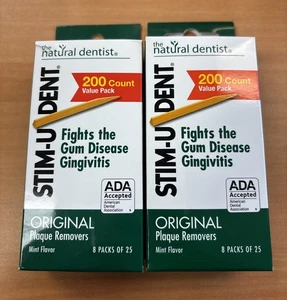 the
natural dentist®
200 Count
Value Pack
STIM-U-DENT®
Fights the
Gum Disease
Gingivitis
ADA
Accepted
American
Dental
Association
ORIGINAL
Plaque Removers
Mint Flavor
8 PACKS OF 25
the
natural dentist®
200 Count
Value Pack
STIM-U-DENT®
Fights the
Gum Disease
Gingivitis
ADA
Accepted
American
Dental
Association
ORIGINAL
Plaque Removers
Mint Flavor
8 PACKS OF 25